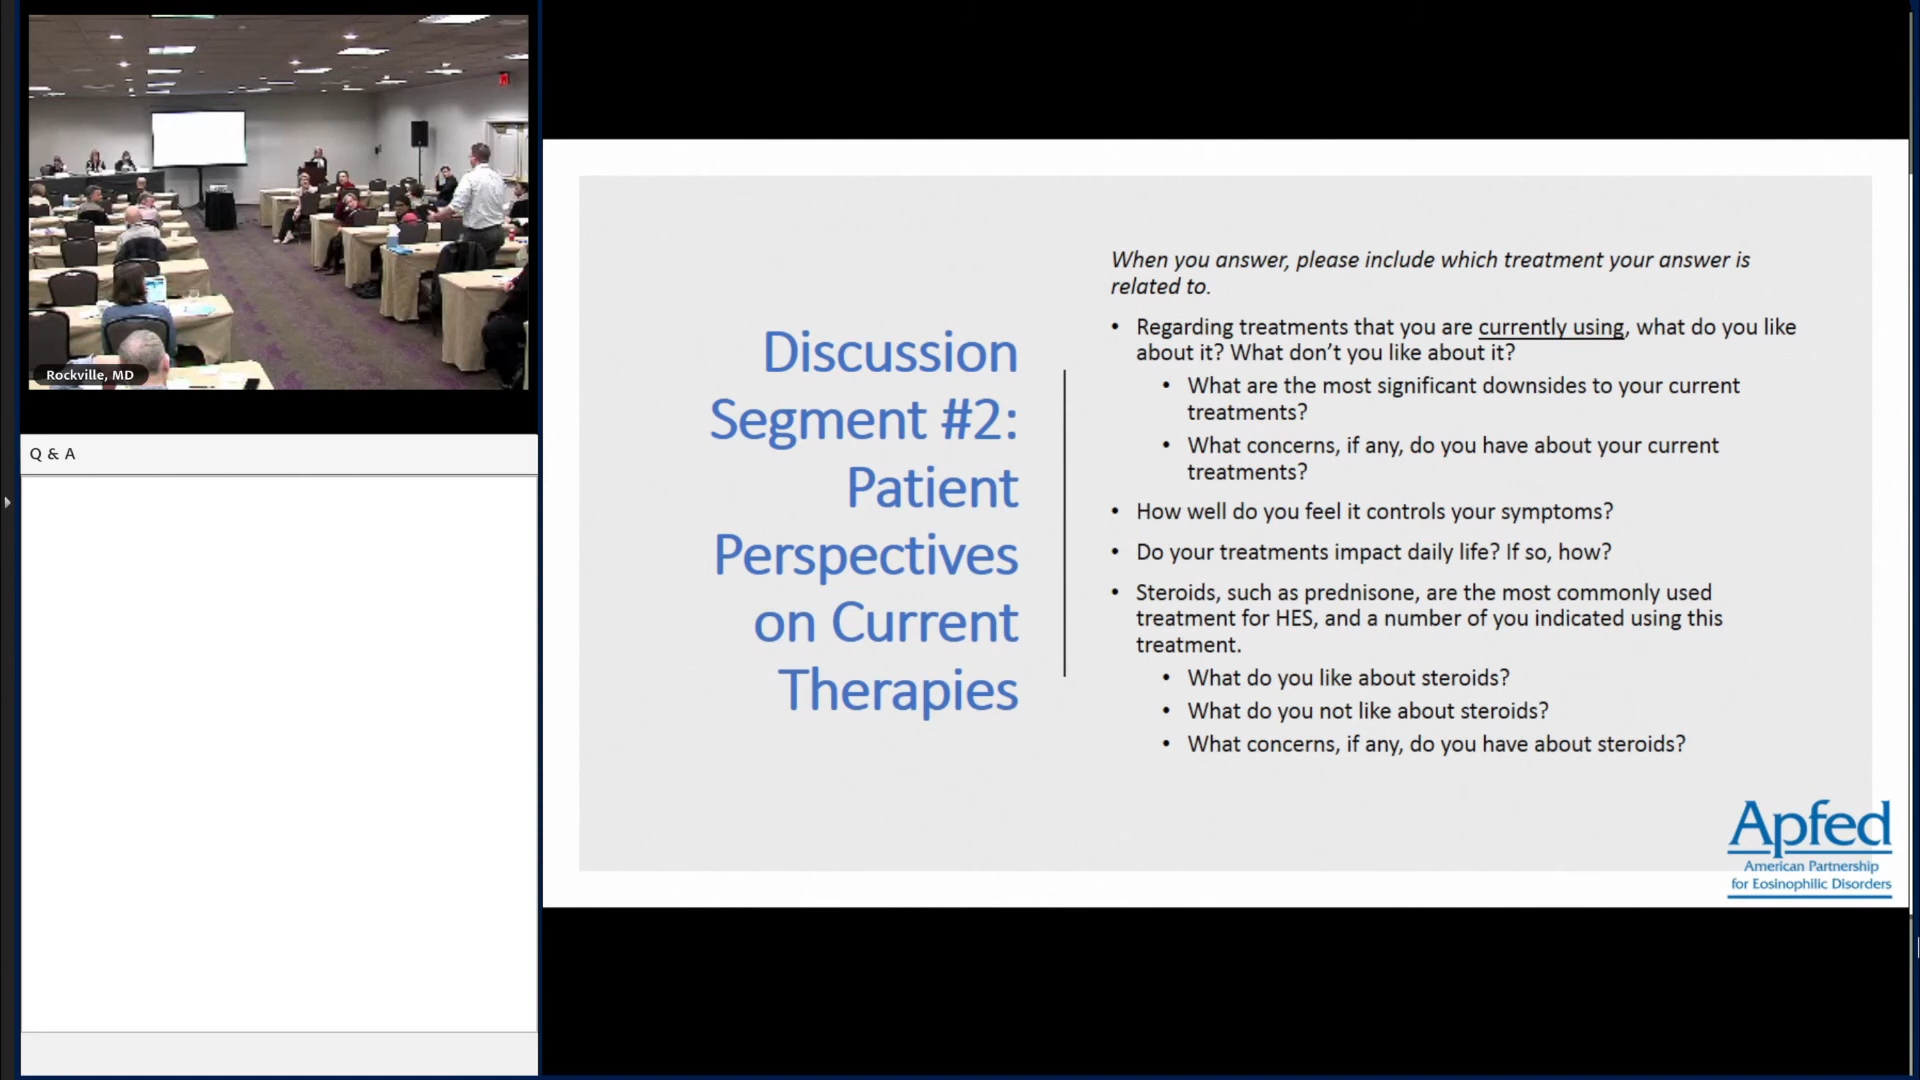 Rockville, MD
Q & A
Discussion
Segment #2:
Patient
Perspectives
on Current
Therapies
When you answer, please include which treatment your answer is
related to.
• Regarding treatments that you are currently using, what do you like
about it? What don’t you like about it?
• What are the most significant downsides to your current
treatments?
• What concerns, if any, do you have about your current
treatments?
• How well do you feel it controls your symptoms?
• Do your treatments impact daily life? If so, how?
• Steroids, such as prednisone, are the most commonly used
treatment for HES, and a number of you indicated using this
treatment.
• What do you like about steroids?
• What do you not like about steroids?
• What concerns, if any, do you have about steroids?
Apfed
American Partnership
for Eosinophilic Disorders